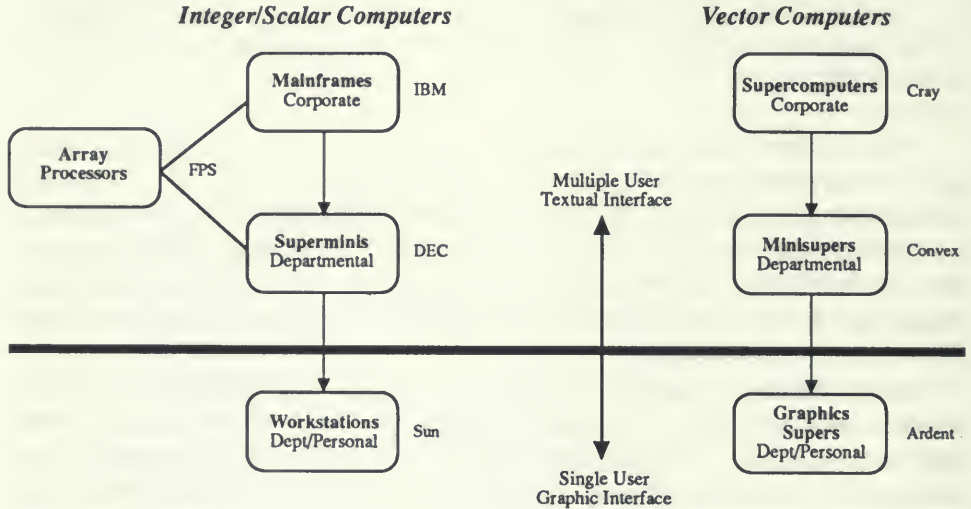 Integer/Scalar Computers
Vector Computers
Mainframes
Corporate
IBM
Supercomputers
Corporate
Cray
Array
Processors
FPS
Multiple User
Textual Interface
Superminis
Departmental
DEC
Minisupers
Departmental
Convex
Workstations
Dept/Personal
Sun
Graphics
Supers
Dept/Personal
Ardent
Single User
Graphic Interface